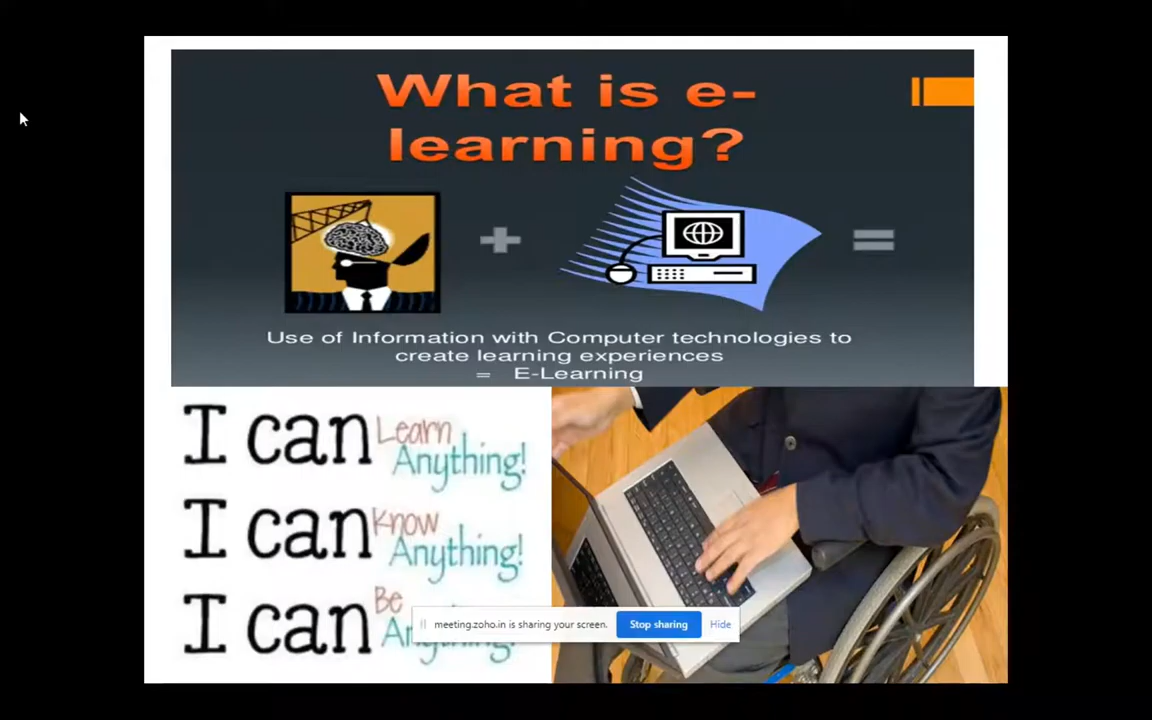 What is e-
learning?
Use of Information with Computer technologies to
create learning experiences
= E-Learning
I can Learn
Anything!
I can Know
Anything!
I can Be
meeting.zoho.in is sharing your screen.
Stop sharing
Hide